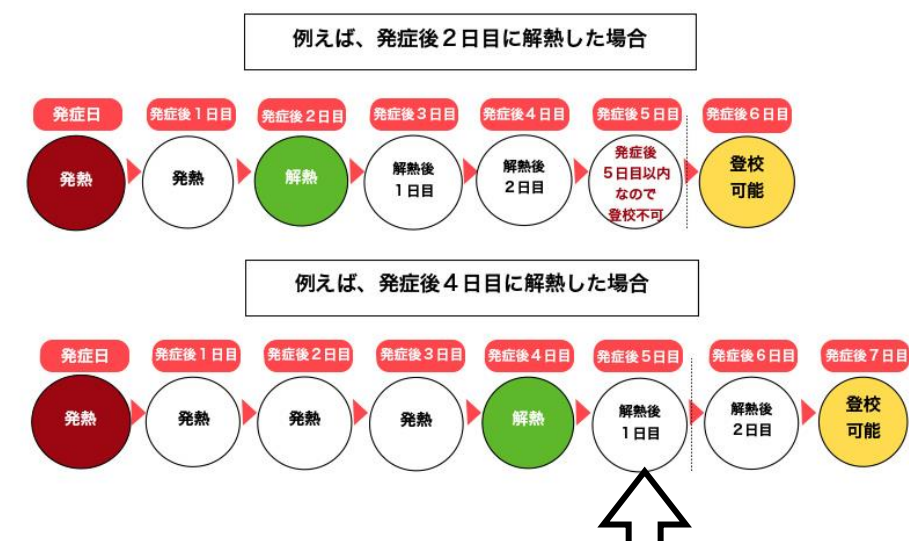 例えば、発症後２日目に解熱した場合
発症日 発症後１日目 発症後２日目 発症後３日目 発症後４日目 発症後５日目 発症後６日目
発熱
発熱
解熱
解熱後
１日目
解熱後
２日目
発症後
５日目以内
なので
登校不可
登校
可能
例えば、発症後４日目に解熱した場合
発症日 発症後１日目 発症後２日目 発症後３日目 発症後４日目 発症後５日目 発症後６日目 発症後７日目
発熱
発熱
発熱
発熱
解熱
解熱後
１日目
解熱後
２日目
登校
可能